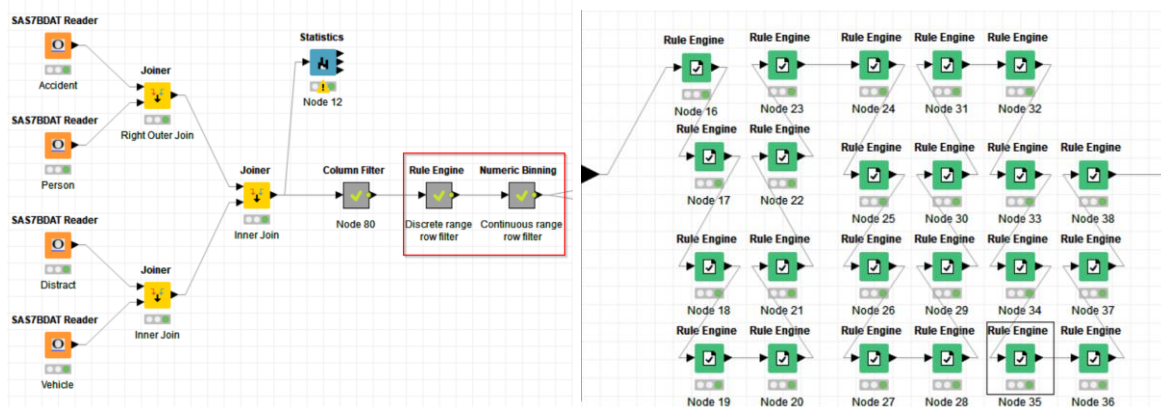 SAS7BDAT Reader
Accident
SAS7BDAT Reader
Person
Joiner
Right Outer Join
SAS7BDAT Reader
Distract
SAS7BDAT Reader
Vehicle
Joiner
Inner Join
Joiner
Inner Join
Statistics
Node 12
Column Filter
Node 80
Rule Engine
Discrete range
row filter
Numeric Binning
Continuous range
row filter
Rule Engine
Node 16
Rule Engine
Node 23
Rule Engine
Node 24
Rule Engine
Node 31
Rule Engine
Node 32
Rule Engine
Node 17
Rule Engine
Node 22
Rule Engine
Node 25
Rule Engine
Node 30
Rule Engine
Node 33
Rule Engine
Node 38
Rule Engine
Node 18
Rule Engine
Node 21
Rule Engine
Node 26
Rule Engine
Node 29
Rule Engine
Node 34
Rule Engine
Node 37
Rule Engine
Node 19
Rule Engine
Node 20
Rule Engine
Node 27
Rule Engine
Node 28
Rule Engine
Node 35
Rule Engine
Node 36